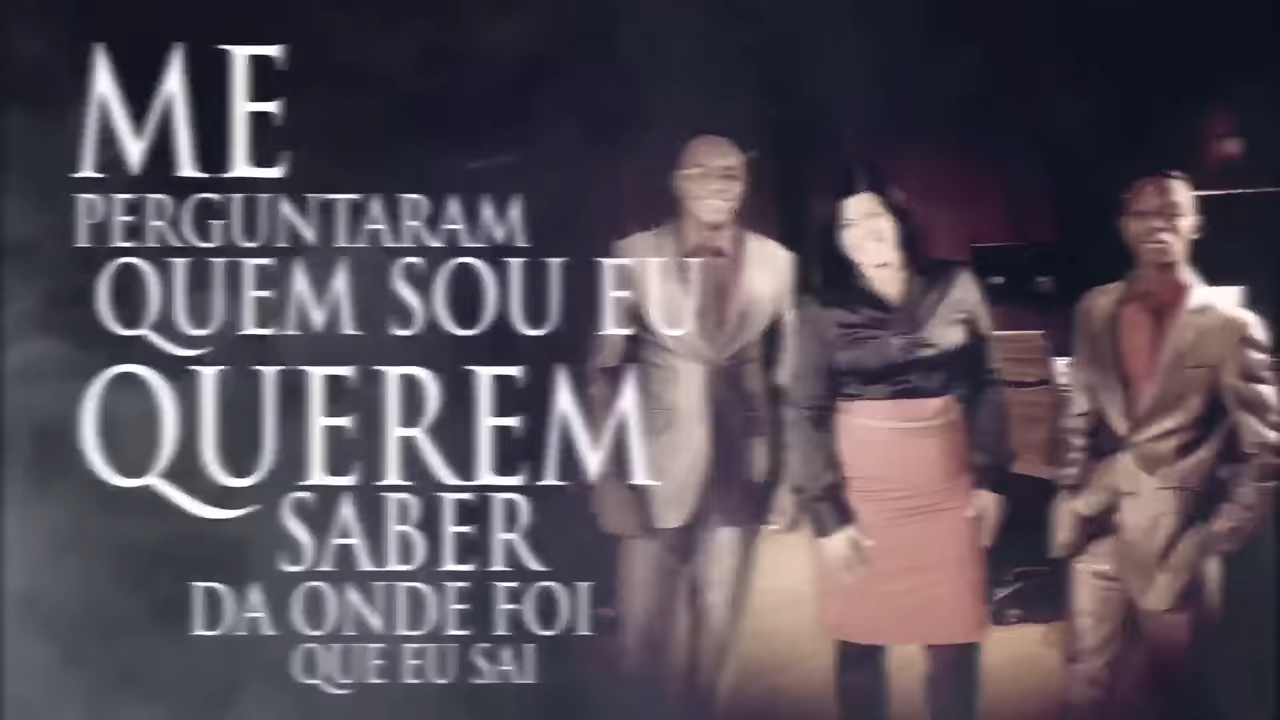 ME
PERGUNTARAM
QUEM SOU EU
QUEREM
SABER
DA ONDE FOI
QUE EU SAI